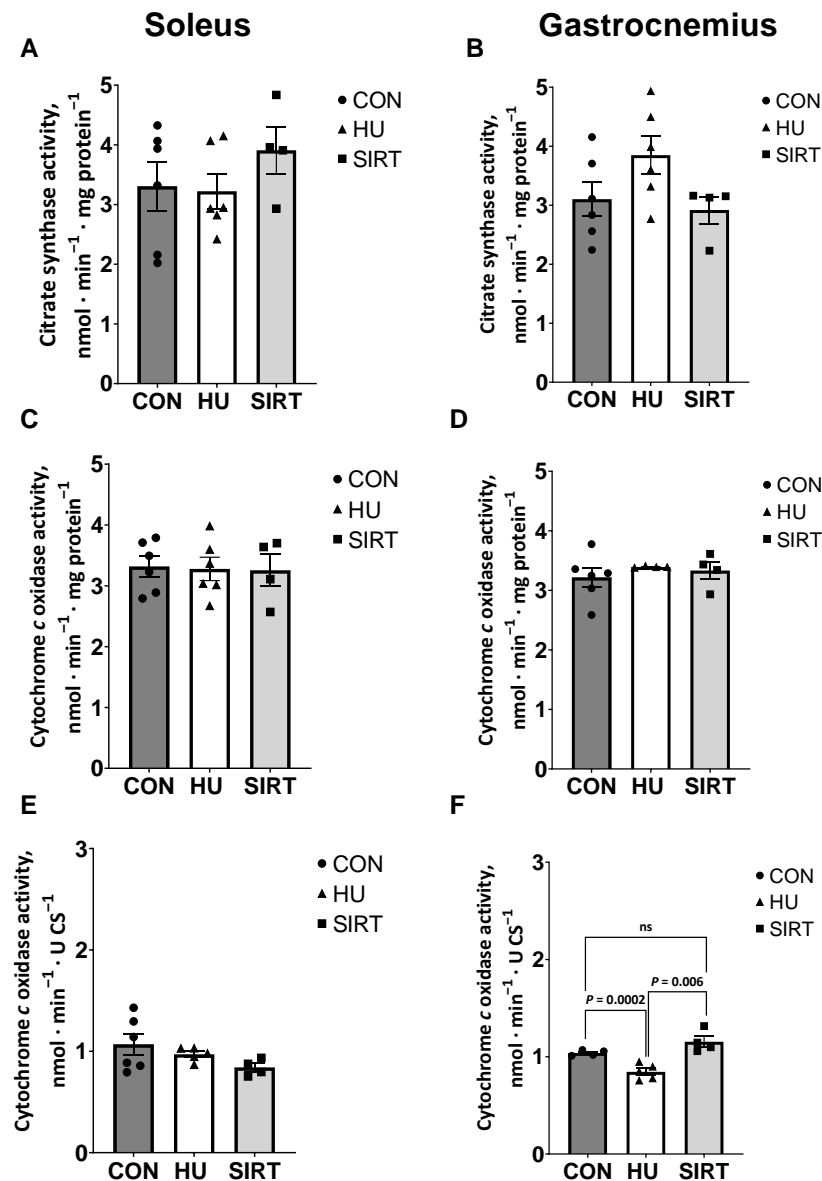 Soleus
Gastrocnemius
A
Citrate synthase activity,
nmol · min⁻¹ · mg protein⁻¹
5
4
3
2
1
0
CON
HU
SIRT
CON
HU
SIRT
B
Citrate synthase activity,
nmol · min⁻¹ · mg protein⁻¹
5
4
3
2
1
0
CON
HU
SIRT
CON
HU
SIRT
C
Cytochrome c oxidase activity,
nmol · min⁻¹ · mg protein⁻¹
5
4
3
2
1
0
CON
HU
SIRT
CON
HU
SIRT
D
Cytochrome c oxidase activity,
nmol · min⁻¹ · mg protein⁻¹
5
4
3
2
1
0
CON
HU
SIRT
CON
HU
SIRT
E
Cytochrome c oxidase activity,
nmol · min⁻¹ · U CS⁻¹
3
2
1
0
CON
HU
SIRT
CON
HU
SIRT
F
Cytochrome c oxidase activity,
nmol · min⁻¹ · U CS⁻¹
3
2
1
0
CON
HU
SIRT
ns
P = 0.006
P = 0.0002
CON
HU
SIRT